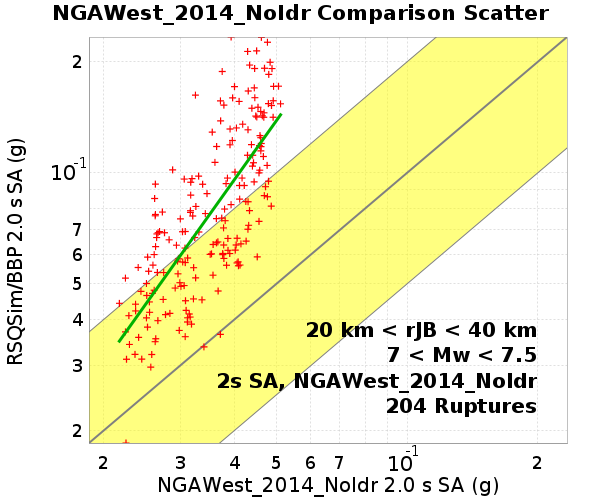 NGAWest_2014_NoIdr Comparison Scatter
RSQSim/BBP 2.0 s SA (g)
2
10-1
7
6
5
4
3
2
20 km < rJB < 40 km
7 < Mw < 7.5
2s SA, NGAWest_2014_NoIdr
204 Ruptures
2 3 4 5 6 7 10-1 2
NGAWest_2014_NoIdr 2.0 s SA (g)